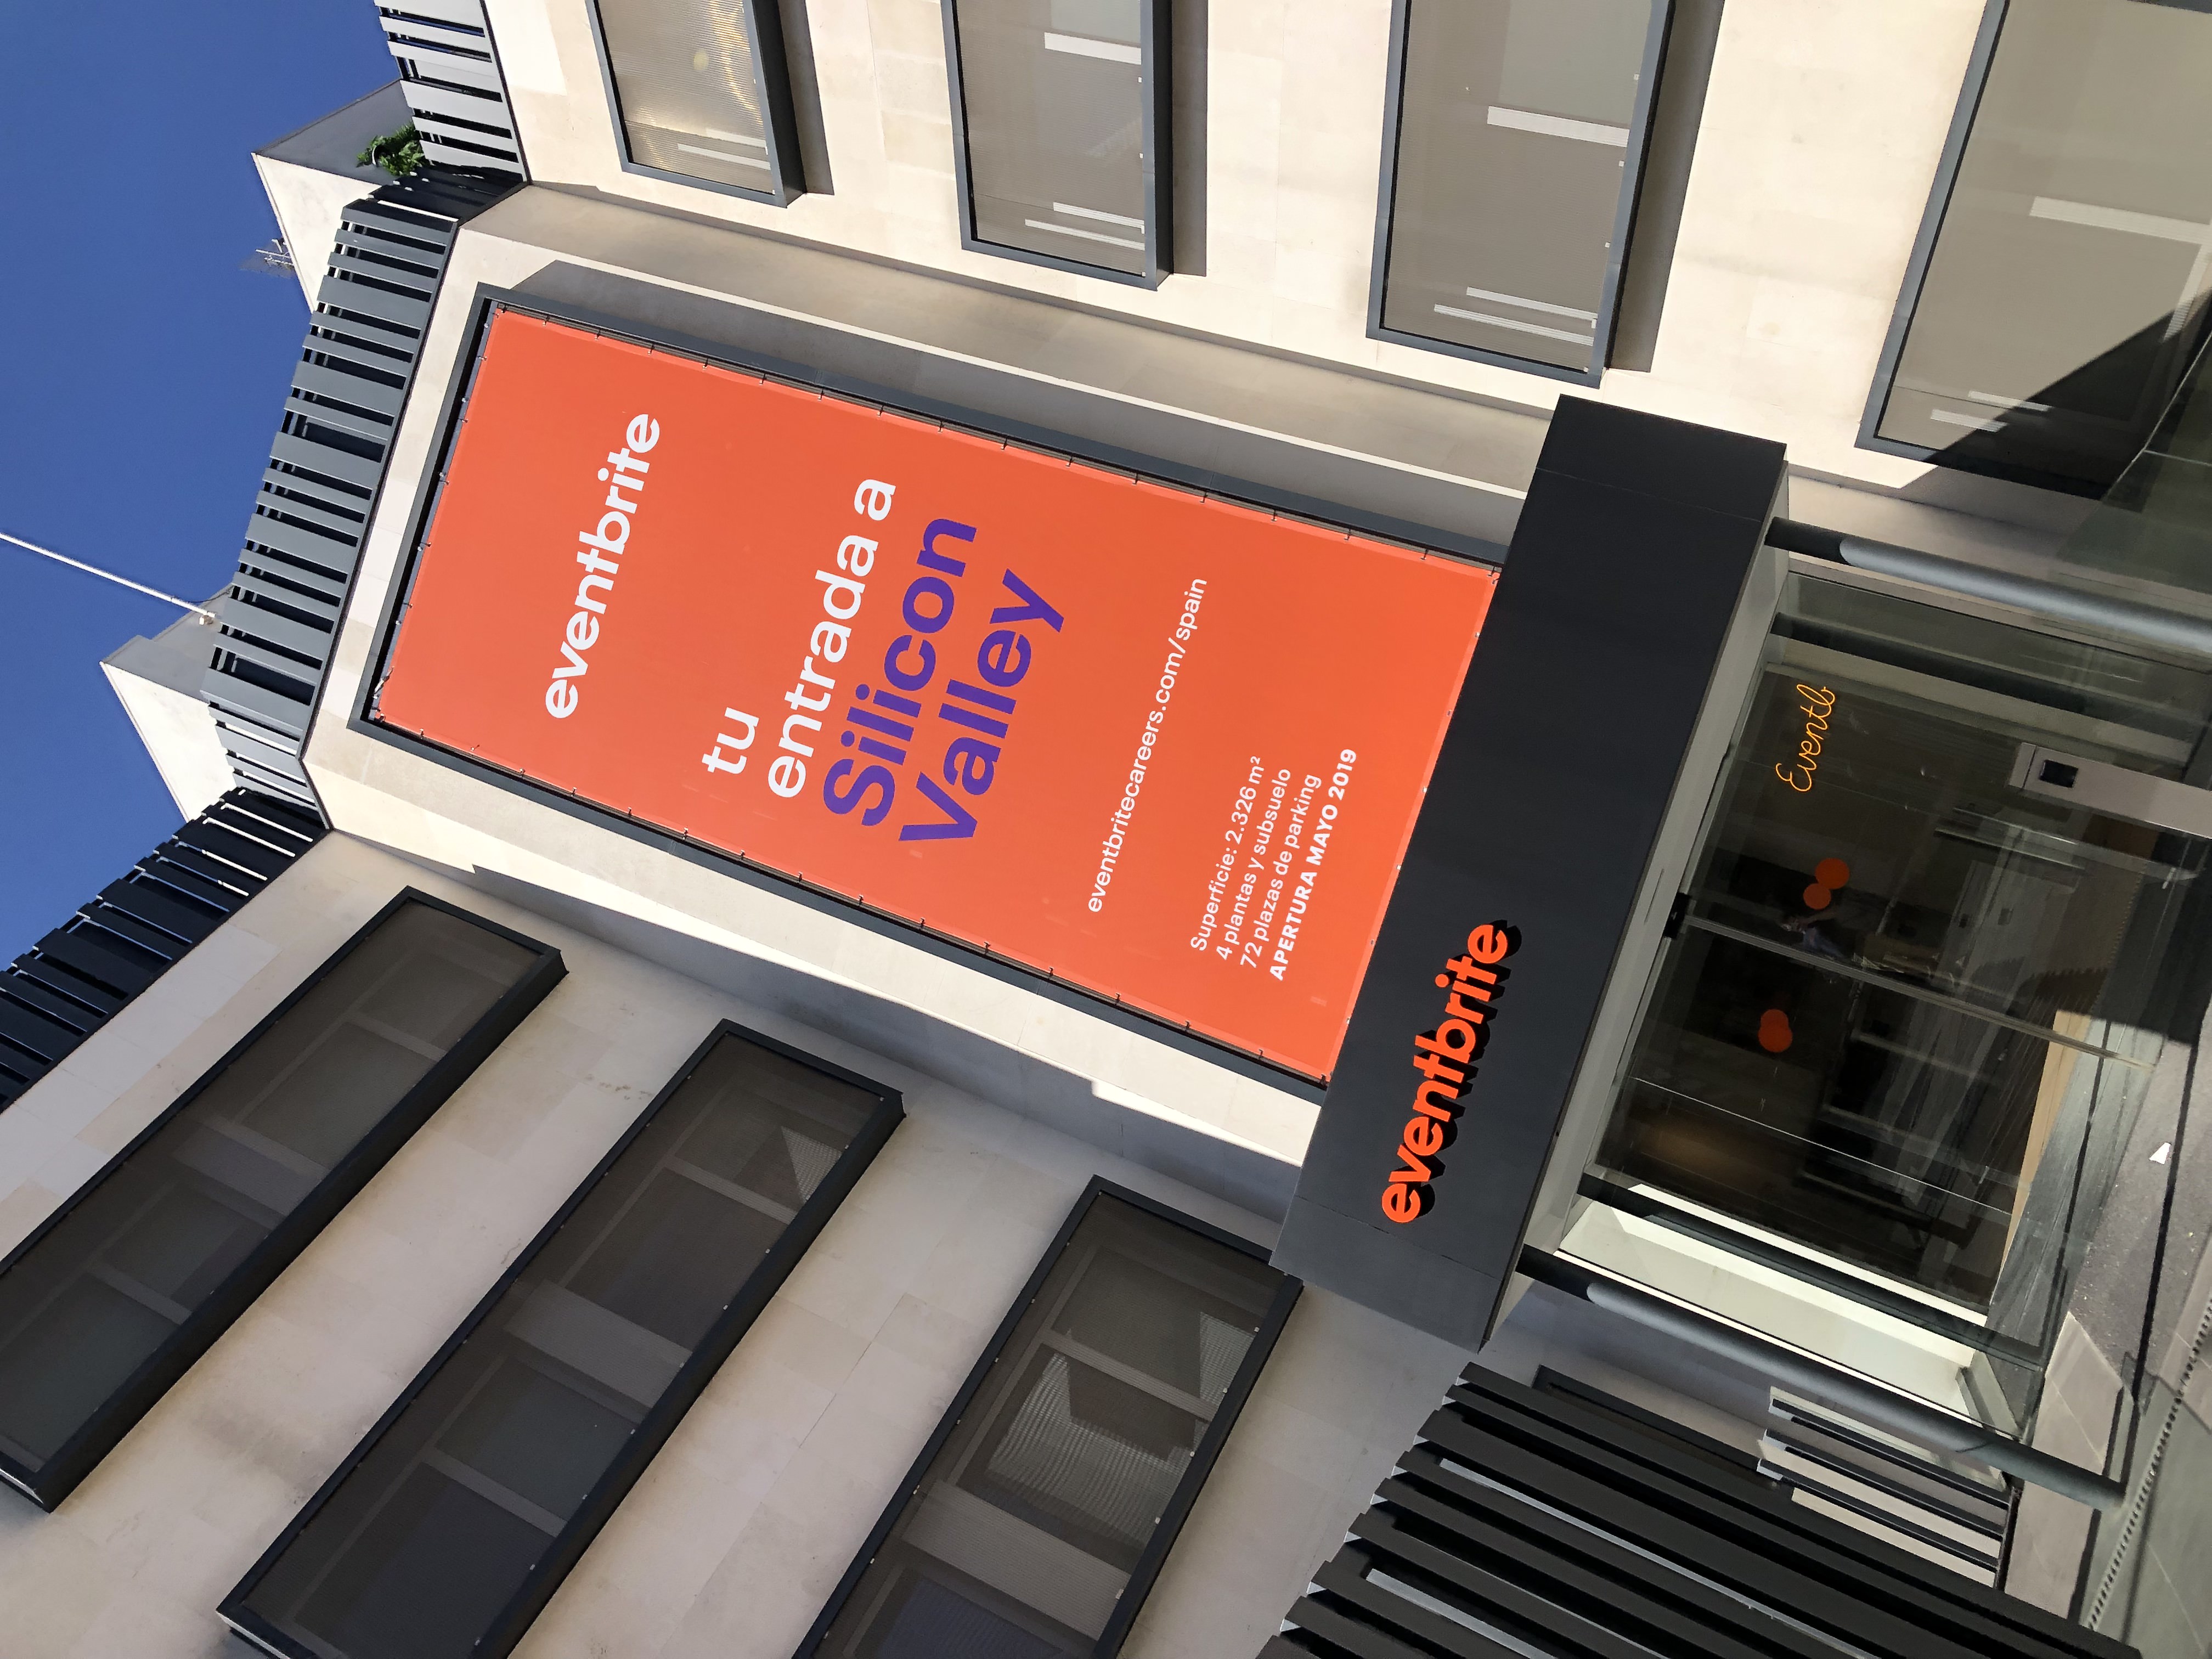 eventbrite
tu
entrada a
Silicon
Valley
eventbritecareers.com/spain
Superficie: 2.326 m²
4 plantas y subsuelo
72 plazas de parking
APERTURA MAYO 2019
eventbrite
Eventb